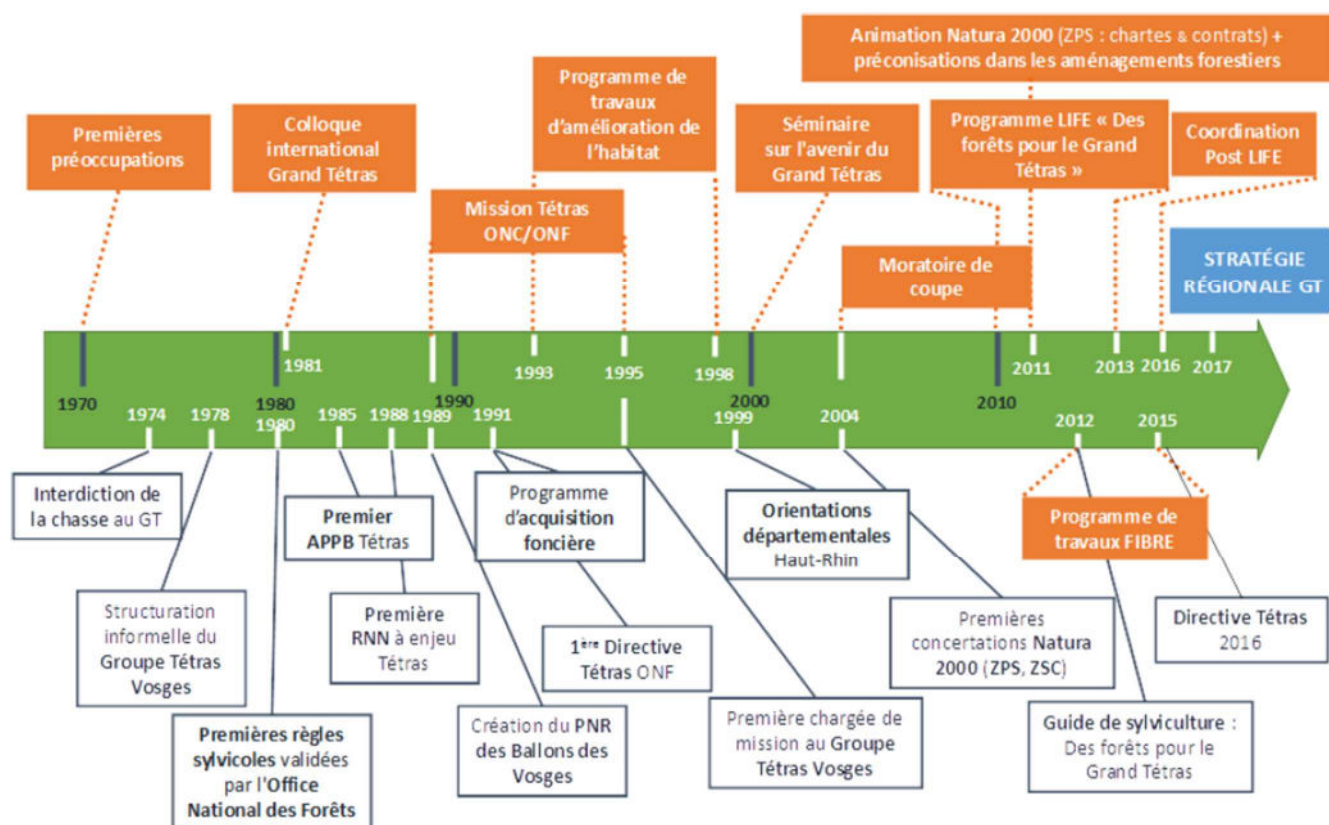 Animation Natura 2000 (ZPS : chartes & contrats) +
préconisations dans les aménagements forestiers
Premières
préoccupations
Colloque
international
Grand Tétras
Programme de
travaux
d'amélioration de
l'habitat
Mission Tétras
ONC/ONF
Séminaire
sur l'avenir du
Grand Tétras
Programme LIFE « Des
forêts pour le Grand
Tétras »
Coordination
Post LIFE
Moratoire de
coupe
STRATÉGIE
RÉGIONALE GT
1981
1993
1995
1998
2011
2013
2016
2017
1970
1980
1990
2000
2010
1974
1978
1980
1985
1988
1989
1991
1999
2004
2012
2015
Interdiction de
la chasse au GT
Premier
APPB Tétras
Programme
d'acquisition
foncière
Orientations
départementales
Haut-Rhin
Programme de
travaux FIBRE
Structuration
informelle du
Groupe Tétras
Vosges
Première
RNN à enjeu
Tétras
1ère Directive
Tétras ONF
Premières
concertations Natura
2000 (ZPS, ZSC)
Directive Tétras
2016
Premières règles
sylvicoles validées
par l'Office
National des Forêts
Création du PNR
des Ballons des
Vosges
Première chargée de
mission au Groupe
Tétras Vosges
Guide de sylviculture :
Des forêts pour le
Grand Tétras